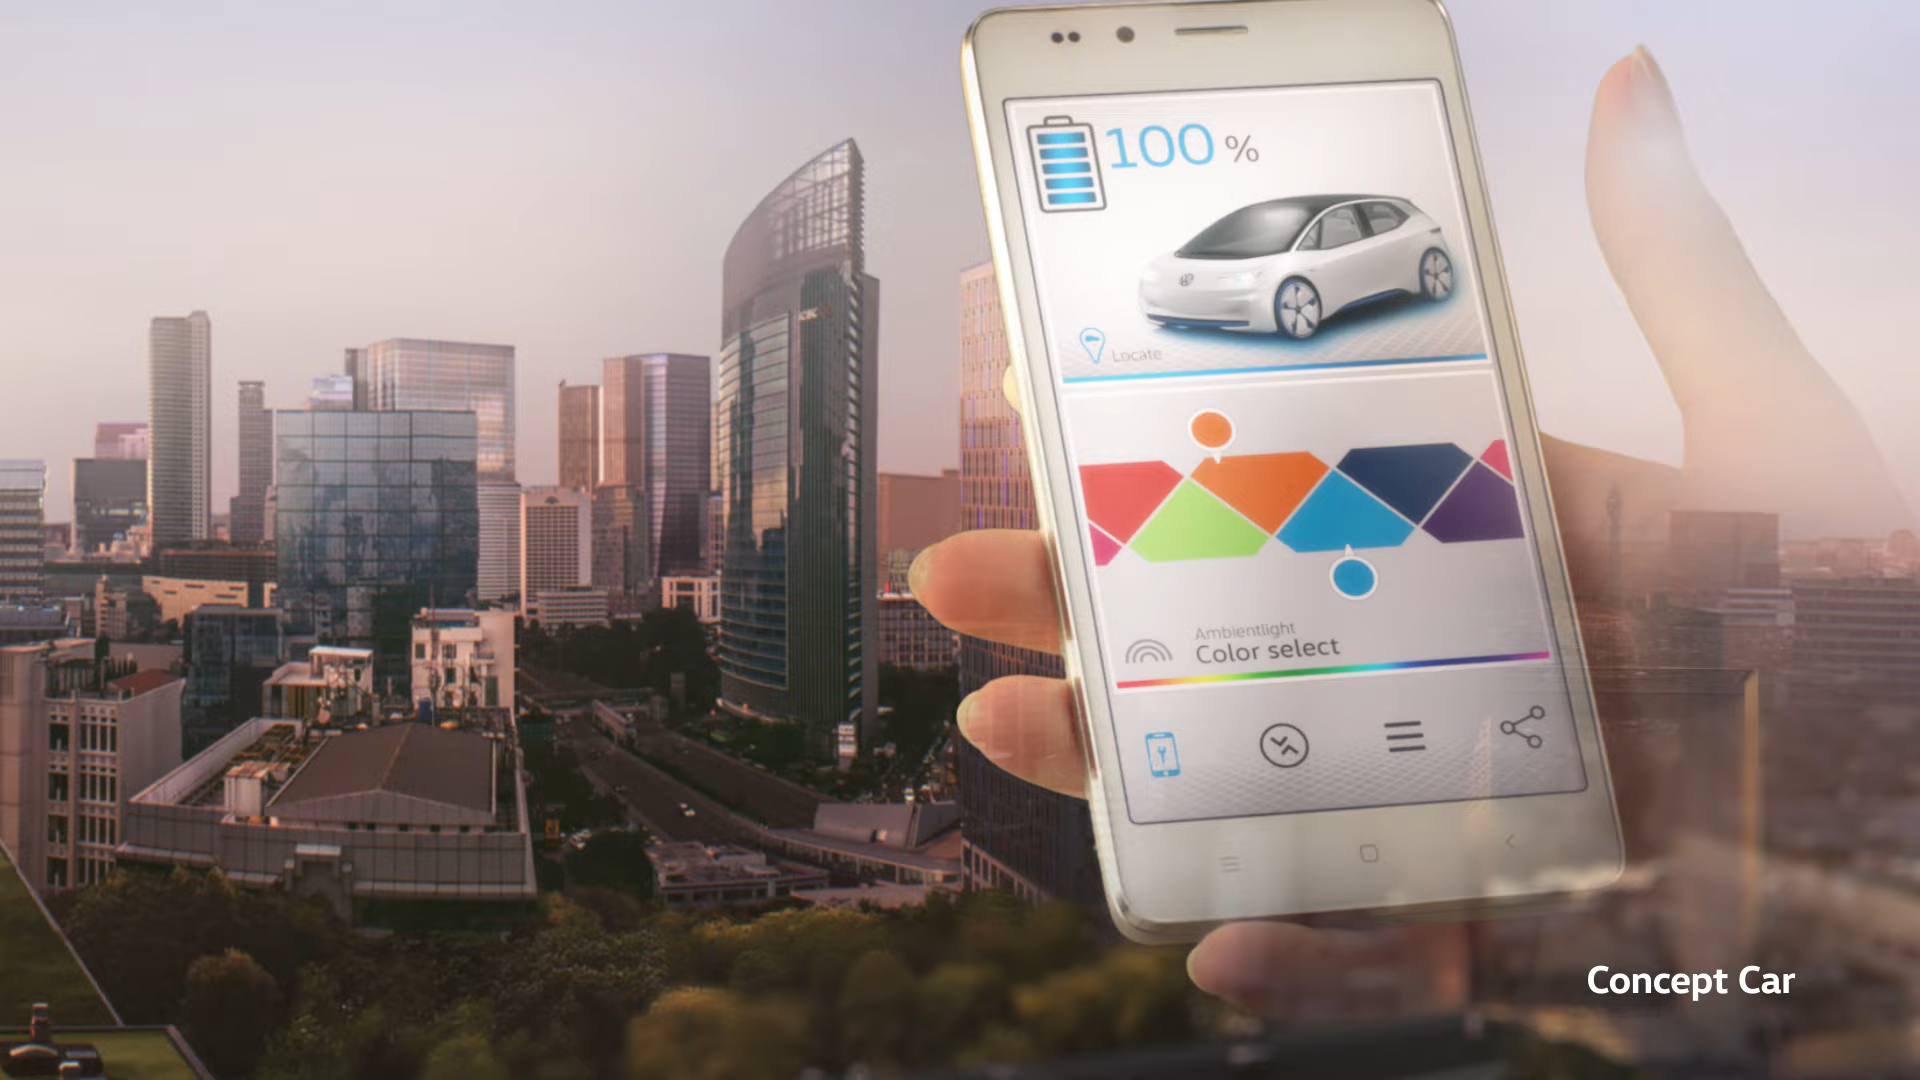 100 %
Locate
Ambientlight
Color select
Concept Car